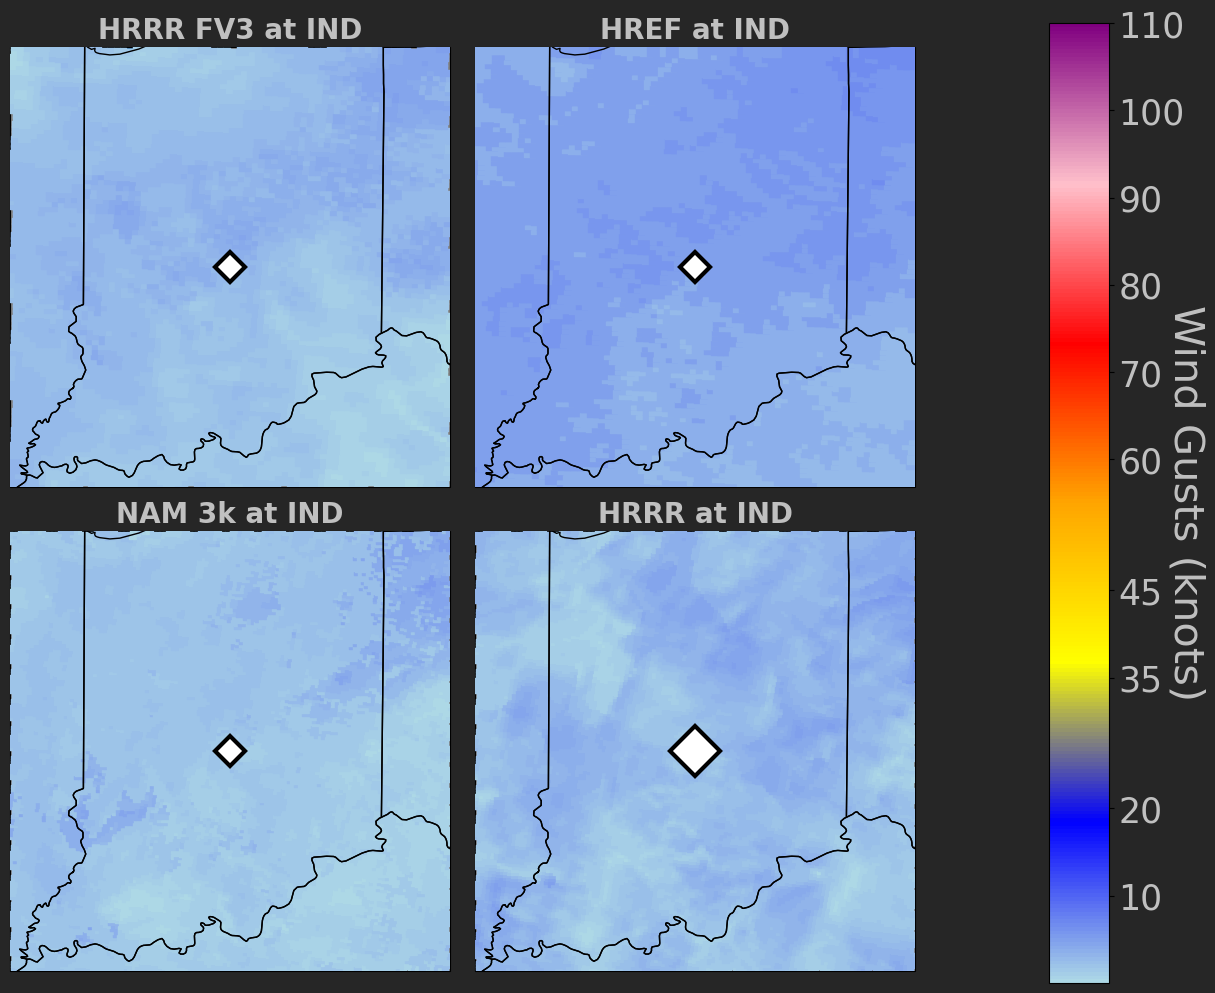 HRRR FV3 at IND
HREF at IND
NAM 3k at IND
HRRR at IND
110
100
90
80
70
60
45
35
20
10
Wind Gusts (knots)